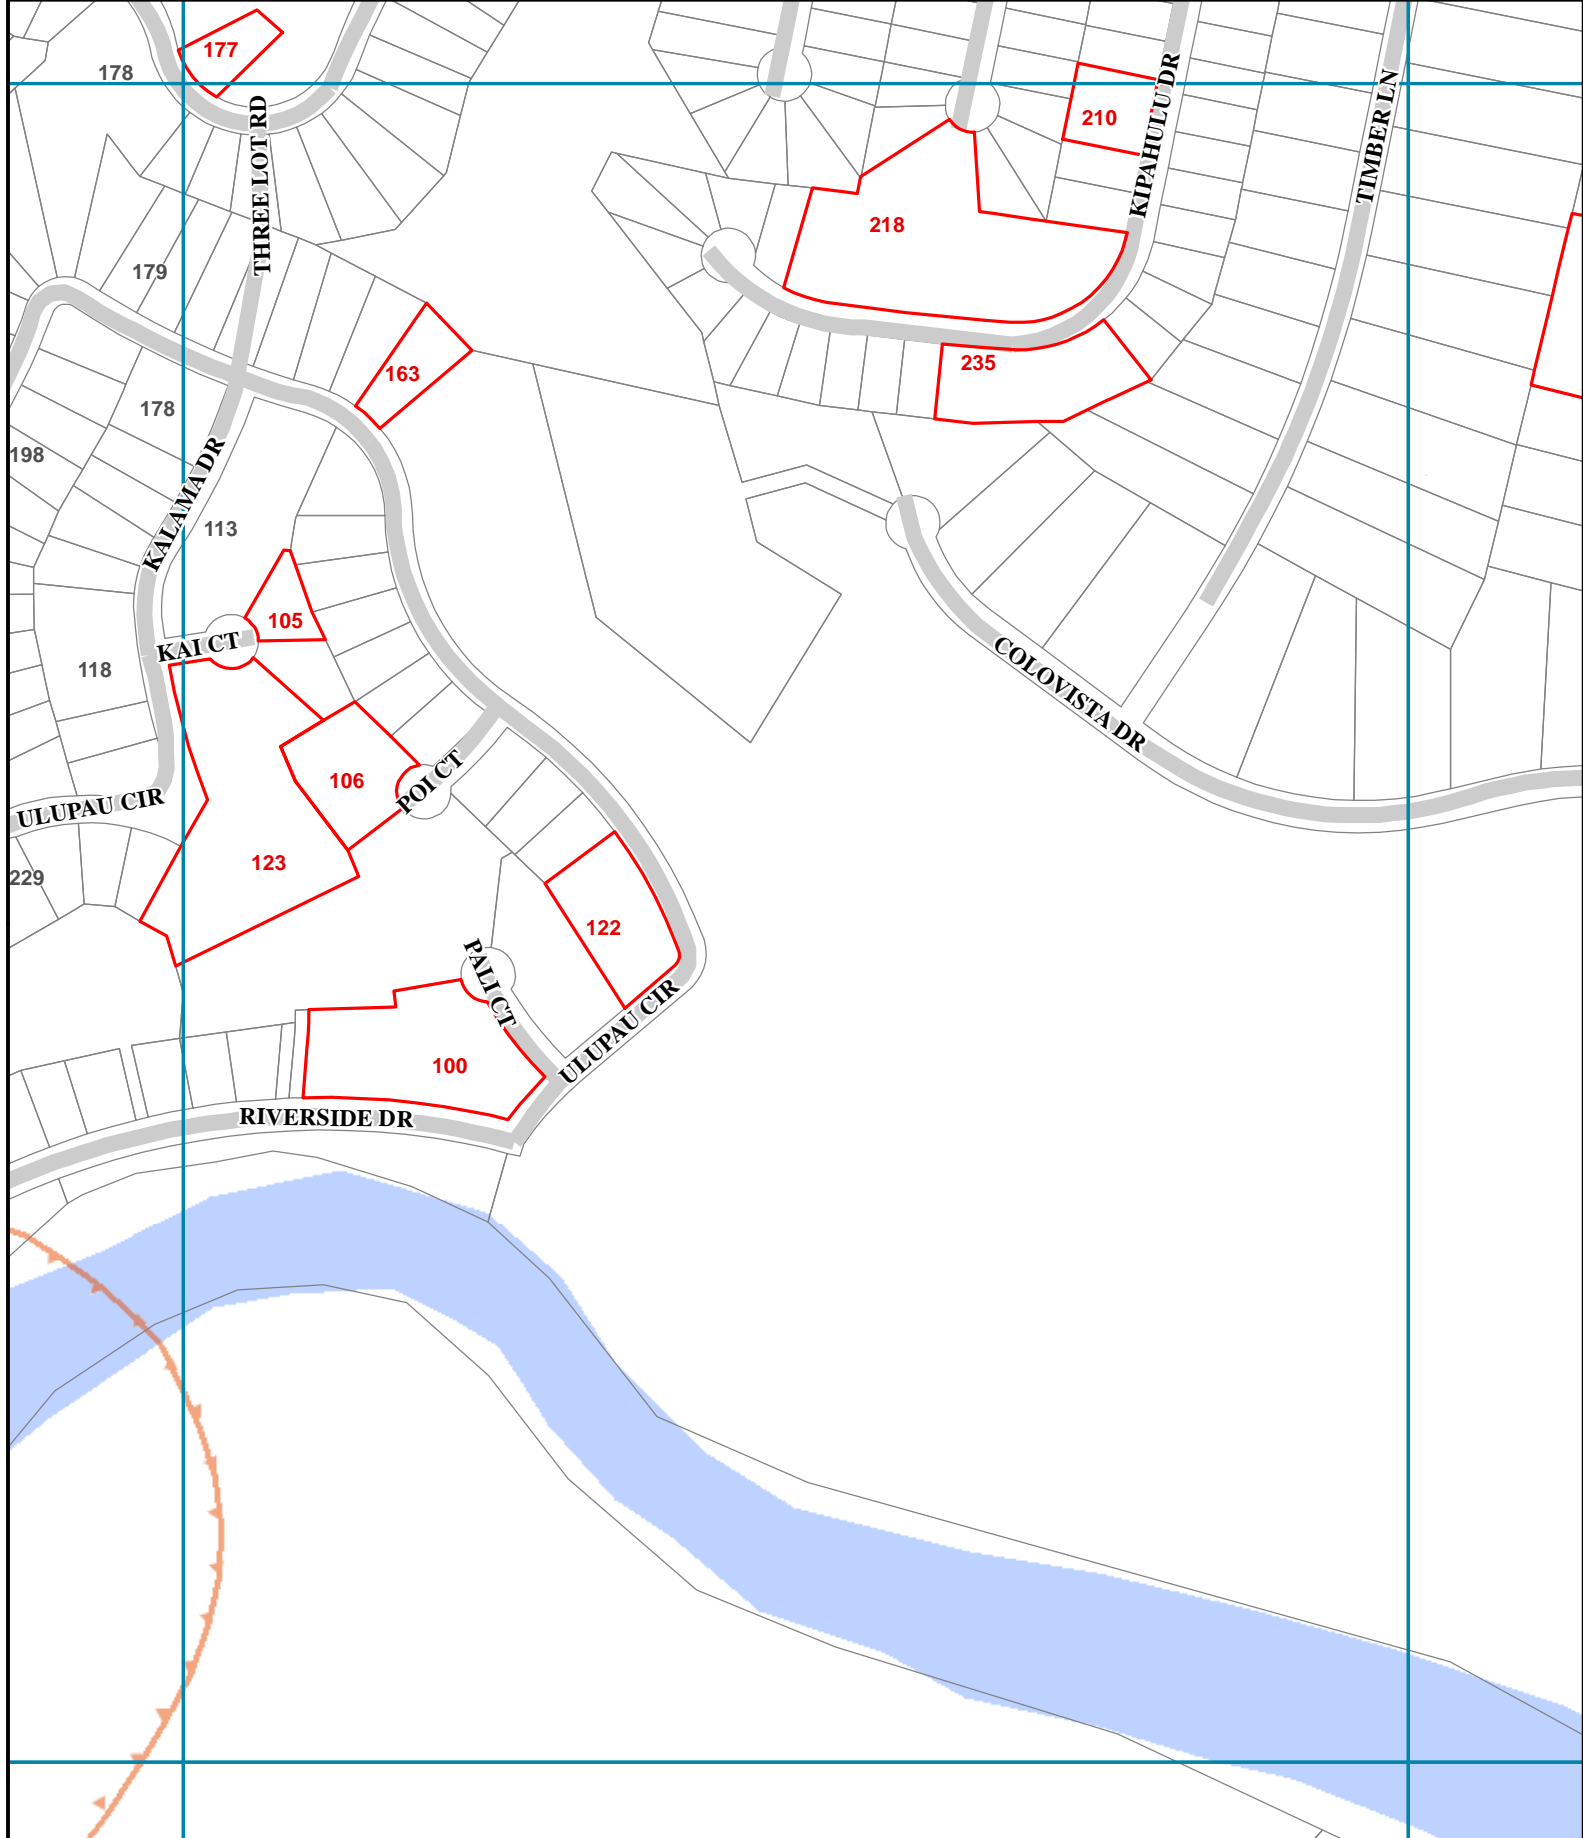 177
178
210
THREE LOT RD
KIPAHULU DR
TIMBER LN
218
179
235
163
178
198
KALAMA DR
113
105
KAI CT
118
COLOVISTA DR
106
POI CT
ULUPAU CIR
123
229
122
PALI CT
ULUPAU CIR
100
RIVERSIDE DR